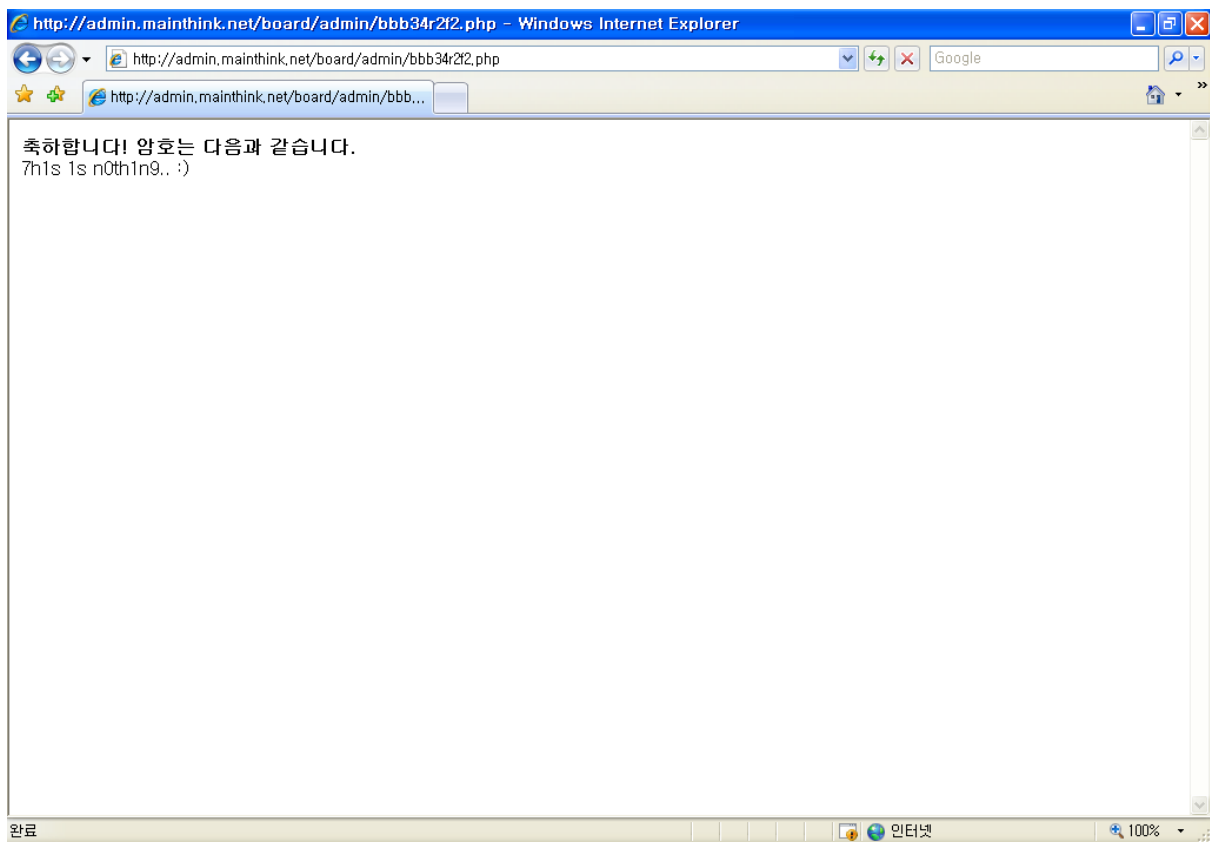 http://admin.mainthink.net/board/admin/bbb34r2f2.php - Windows Internet Explorer
http://admin.mainthink.net/board/admin/bbb34r2f2.php
Google
http://admin.mainthink.net/board/admin/bbb...
축하합니다! 암호는 다음과 같습니다.
7h1s 1s n0th1n9.. :)
완료
인터넷
100%